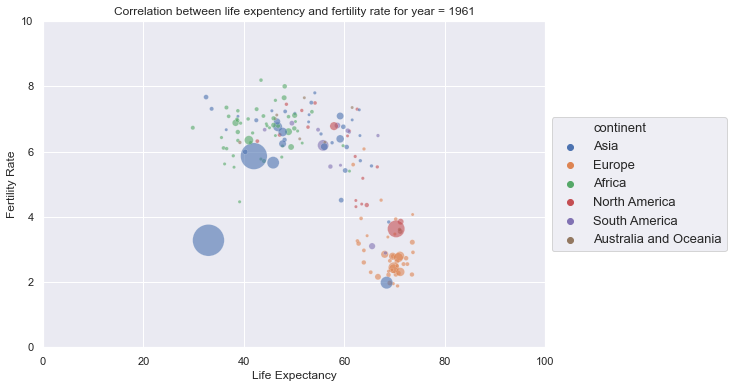 Correlation between life expentency and fertility rate for year = 1961
10
8
6
4
2
0
Fertility Rate
0 20 40 60 80 100
Life Expectancy
continent
Asia
Europe
Africa
North America
South America
Australia and Oceania